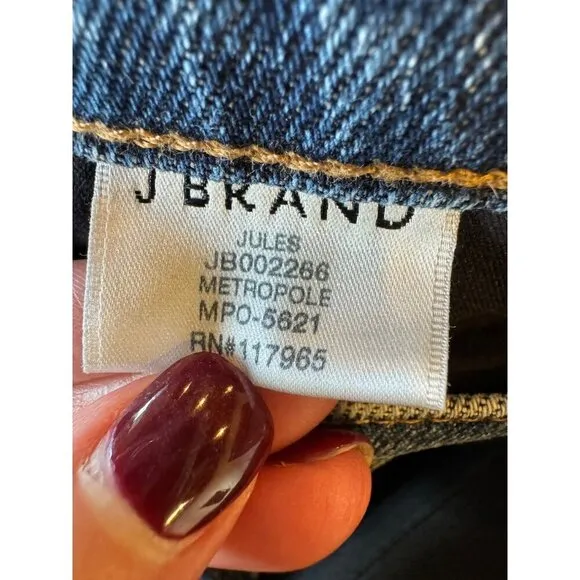 J BRAND
JULES
JB002266
METROPOLE
MPO-5621
RN#117965